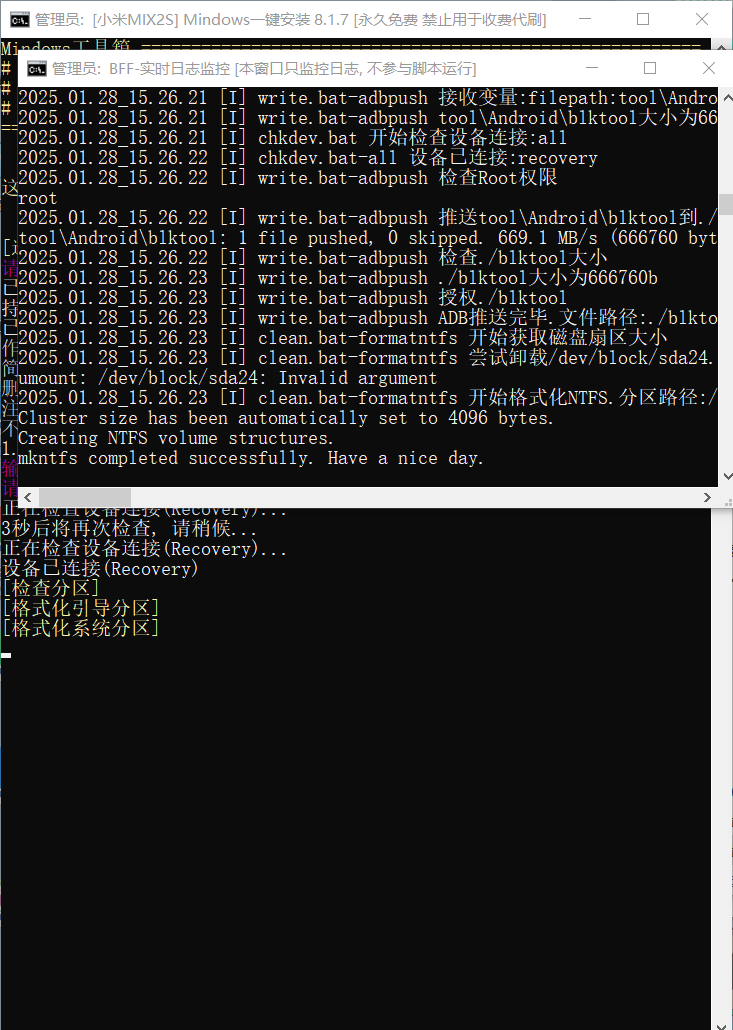 管理员: [小米MIX2S] Mindows一键安装 8.1.7 [永久免费 禁止用于收费代刷]
Mindows工具箱 ========================================================
#
#
#
==
管理员: BFF-实时日志监控 [本窗口只监控日志, 不参与脚本运行]
2025.01.28_15.26.21 [I] write.bat-adbpush 接收变量:filepath:tool\Andro
2025.01.28_15.26.21 [I] write.bat-adbpush tool\Android\blktool大小为66
2025.01.28_15.26.21 [I] chkdev.bat 开始检查设备连接:all
2025.01.28_15.26.22 [I] chkdev.bat-all 设备已连接:recovery
2025.01.28_15.26.22 [I] write.bat-adbpush 检查Root权限
root
2025.01.28_15.26.22 [I] write.bat-adbpush 推送tool\Android\blktool到./
tool\Android\blktool: 1 file pushed, 0 skipped. 669.1 MB/s (666760 byt
2025.01.28_15.26.22 [I] write.bat-adbpush 检查./blktool大小
2025.01.28_15.26.23 [I] write.bat-adbpush ./blktool大小为666760b
2025.01.28_15.26.23 [I] write.bat-adbpush 授权./blktool
2025.01.28_15.26.23 [I] write.bat-adbpush ADB推送完毕.文件路径:./blkto
2025.01.28_15.26.23 [I] clean.bat-formatntfs 开始获取磁盘扇区大小
2025.01.28_15.26.23 [I] clean.bat-formatntfs 尝试卸载/dev/block/sda24.
umount: /dev/block/sda24: Invalid argument
2025.01.28_15.26.23 [I] clean.bat-formatntfs 开始格式化NTFS.分区路径:/
Cluster size has been automatically set to 4096 bytes.
Creating NTFS volume structures.
mkntfs completed successfully. Have a nice day.
这
请
已
持
已
作
简
删
注
不
1.
输
请
正在检查设备连接(Recovery)...
3秒后将再次检查, 请稍候...
正在检查设备连接(Recovery)...
设备已连接(Recovery)
[检查分区]
[格式化引导分区]
[格式化系统分区]